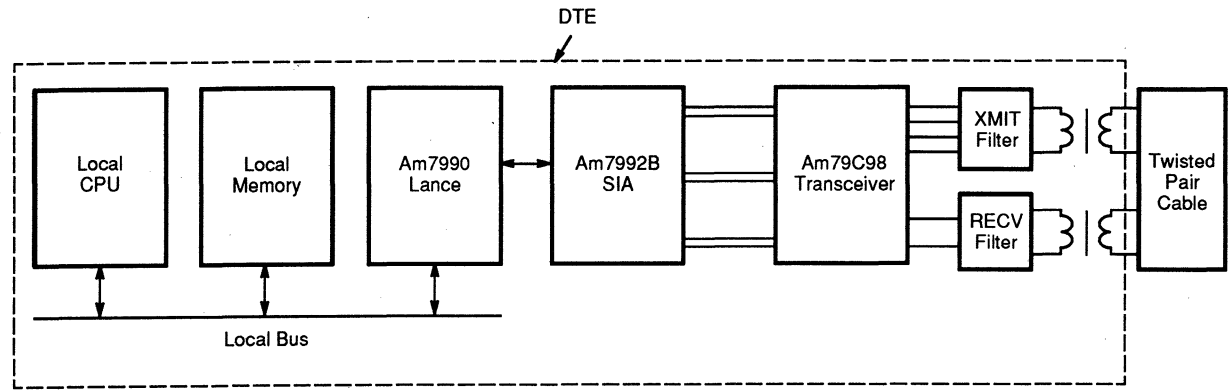 DTE
Local
CPU
Local
Memory
Am7990
Lance
Am7992B
SIA
Am79C98
Transceiver
XMIT
Filter
RECV
Filter
Twisted
Pair
Cable
Local Bus